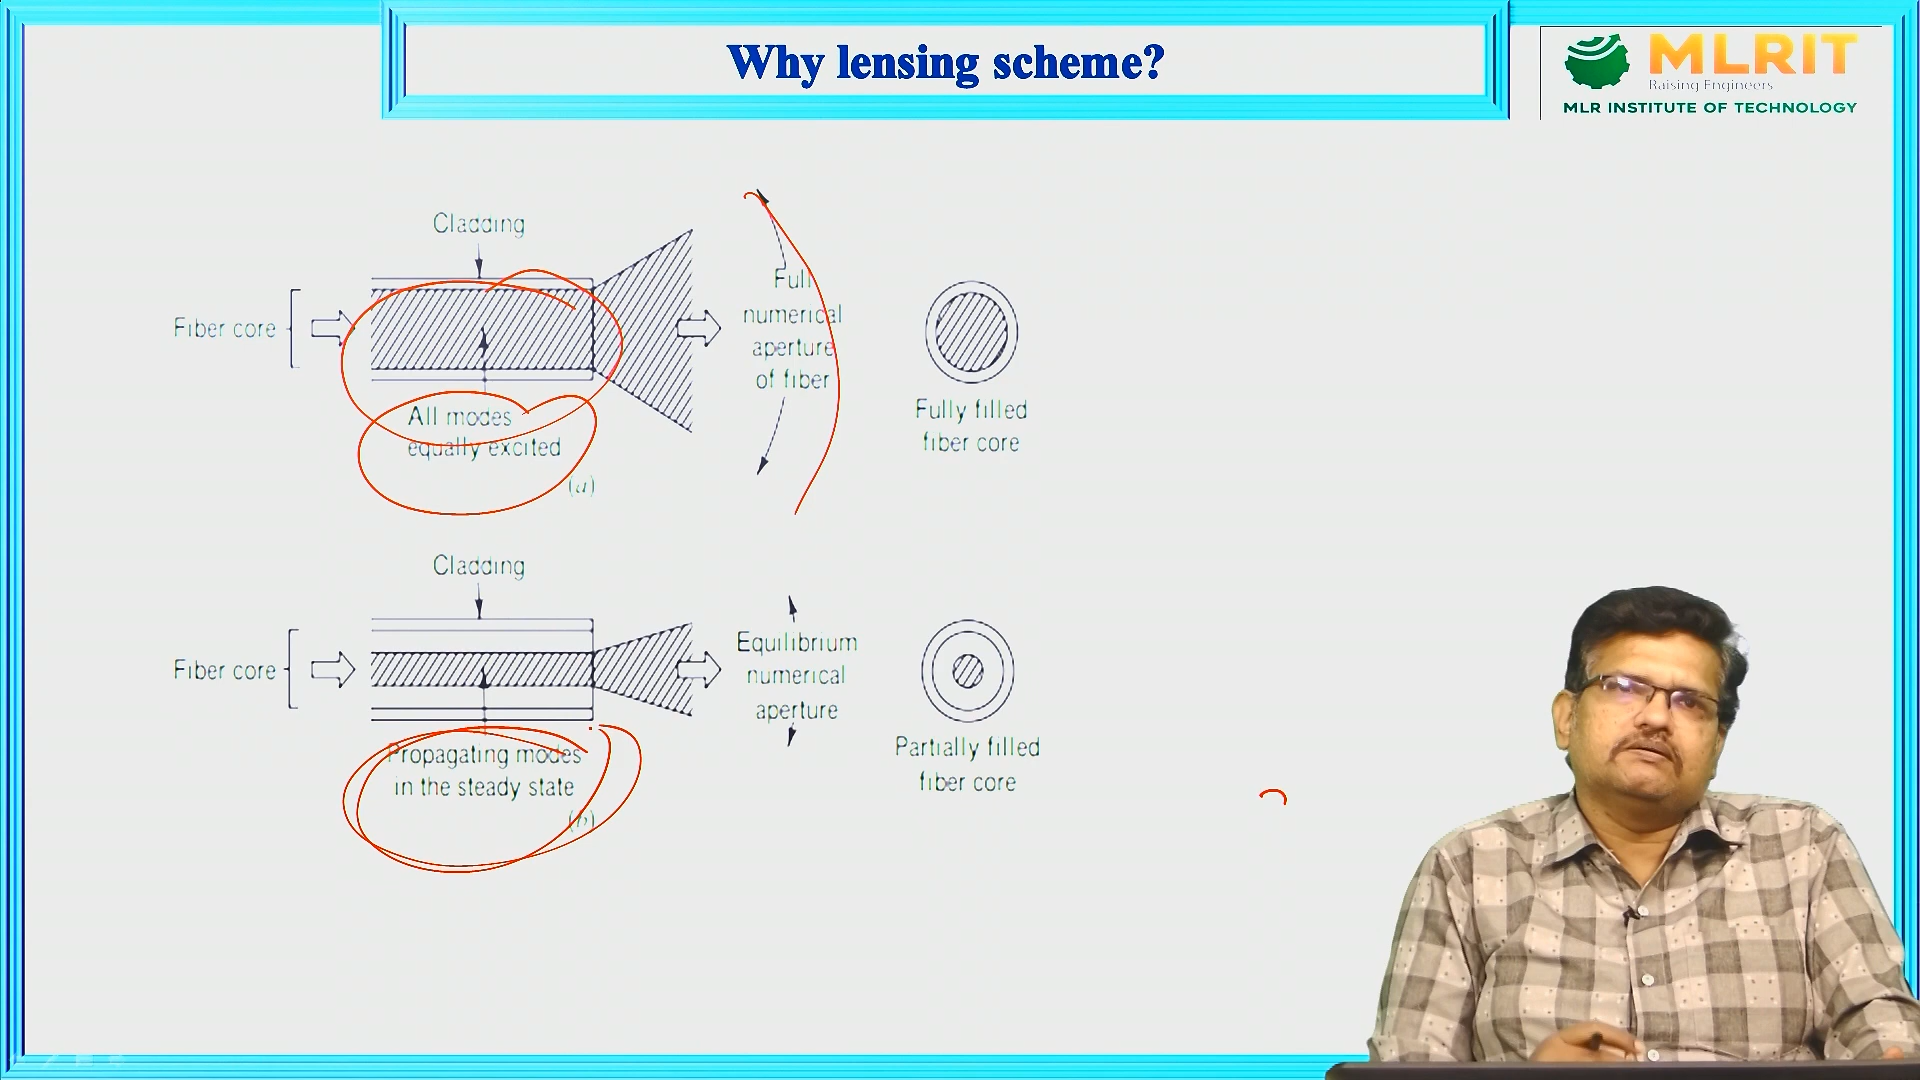 Why lensing scheme?
MLRIT
Raising Engineers
MLR INSTITUTE OF TECHNOLOGY
Cladding
Fiber core
All modes
equally excited
(a)
Full
numerical
aperture
of fiber
Fully filled
fiber core
Cladding
Fiber core
Propagating modes
in the steady state
(b)
Equilibrium
numerical
aperture
Partially filled
fiber core